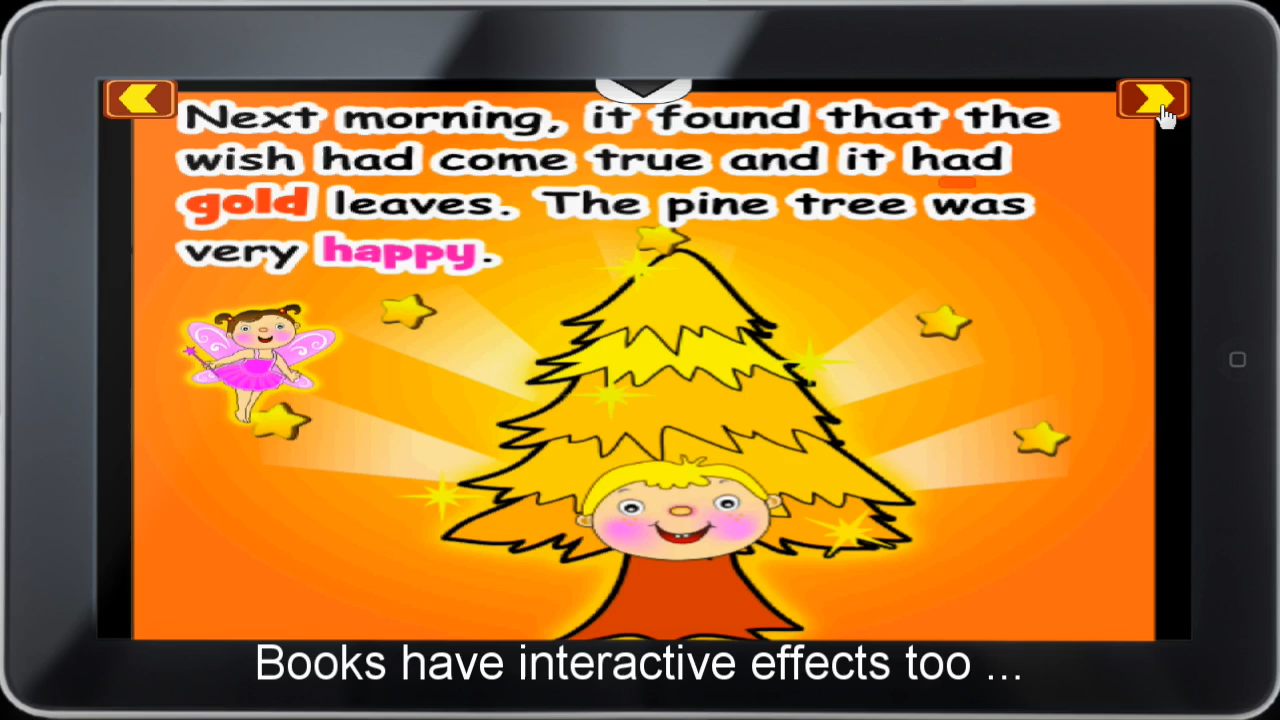 Next morning, it found that the
wish had come true and it had
gold leaves. The pine tree was
very happy.
Books have interactive effects too ...